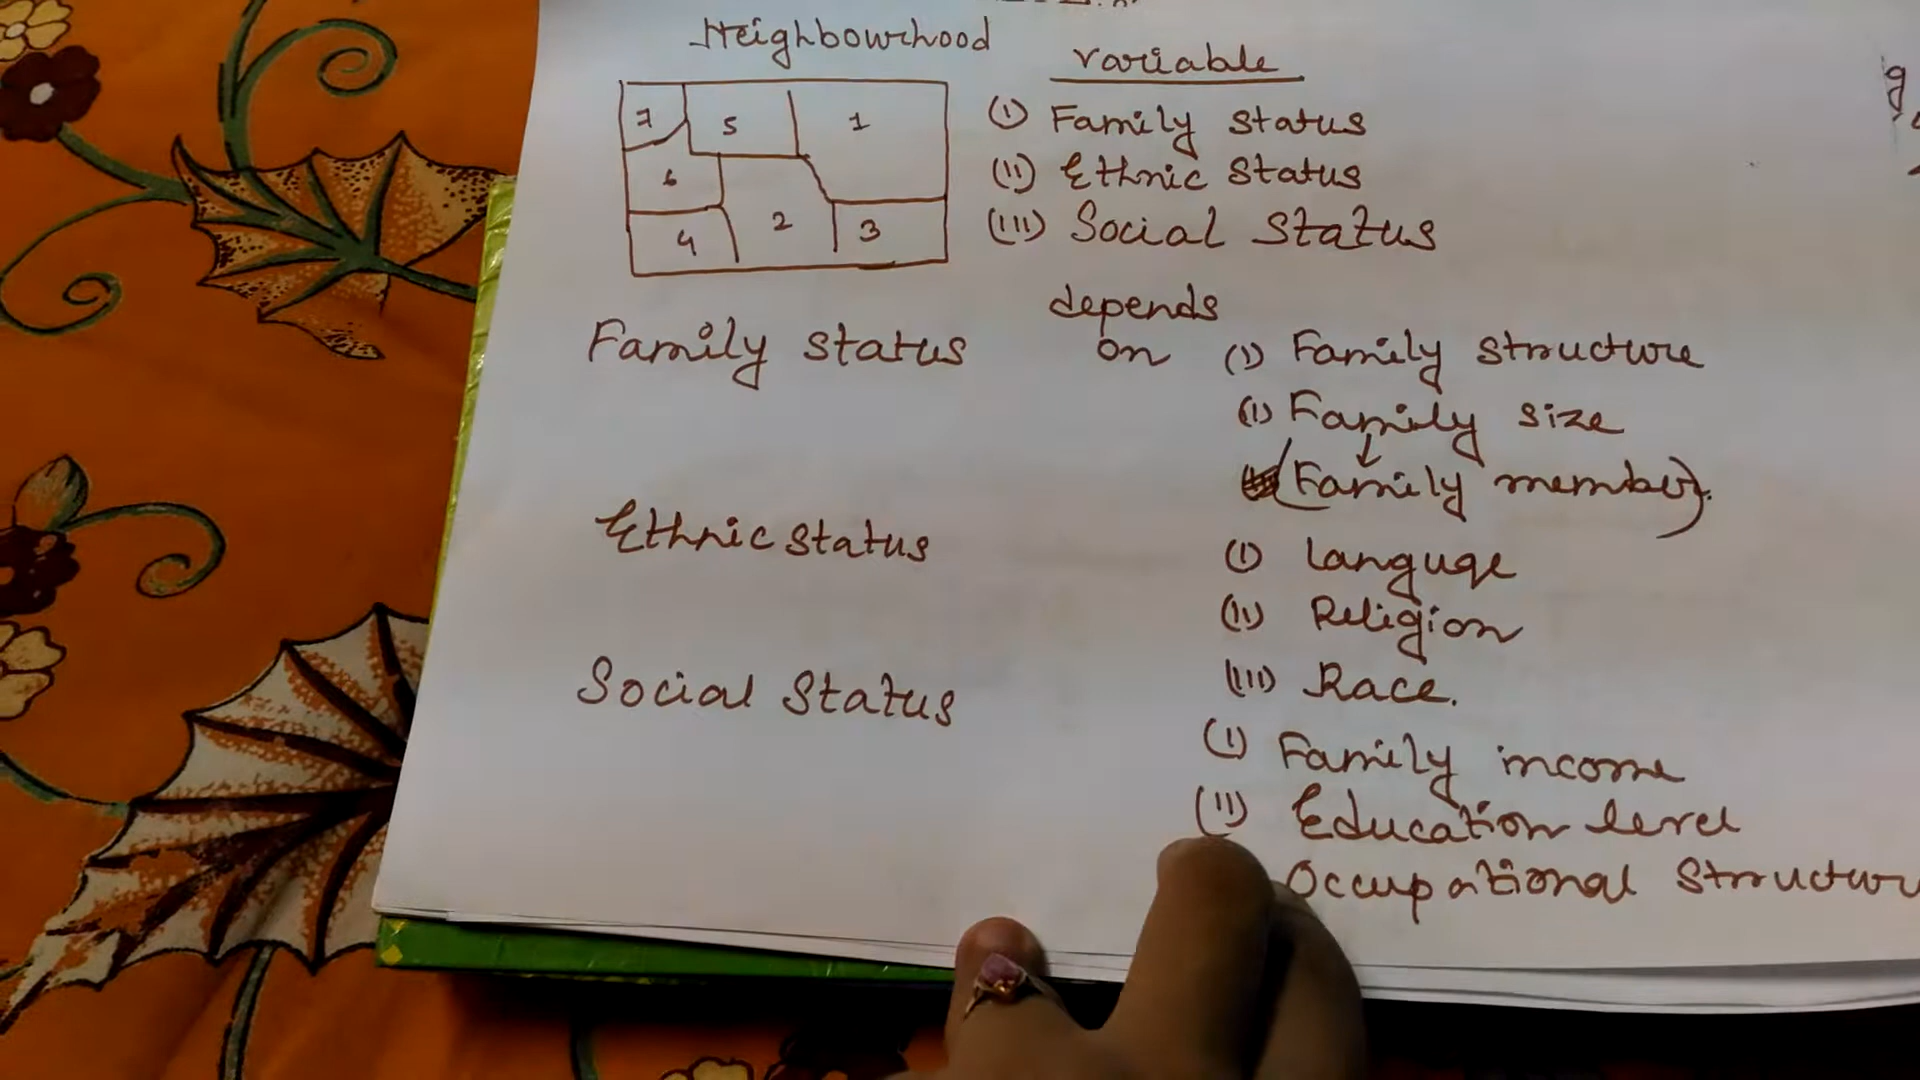 Neighbourhood
variable
7 5 1
6
4 2 3
(I) Family status
(II) Ethnic status
(III) Social status
Family status
depends
on
(I) Family structure
(II) Family size
↓
(Family member).
Ethnic status
(I) Languge
(II) Religion
(III) Race.
Social status
(I) Family income
(II) Education level
Occupational